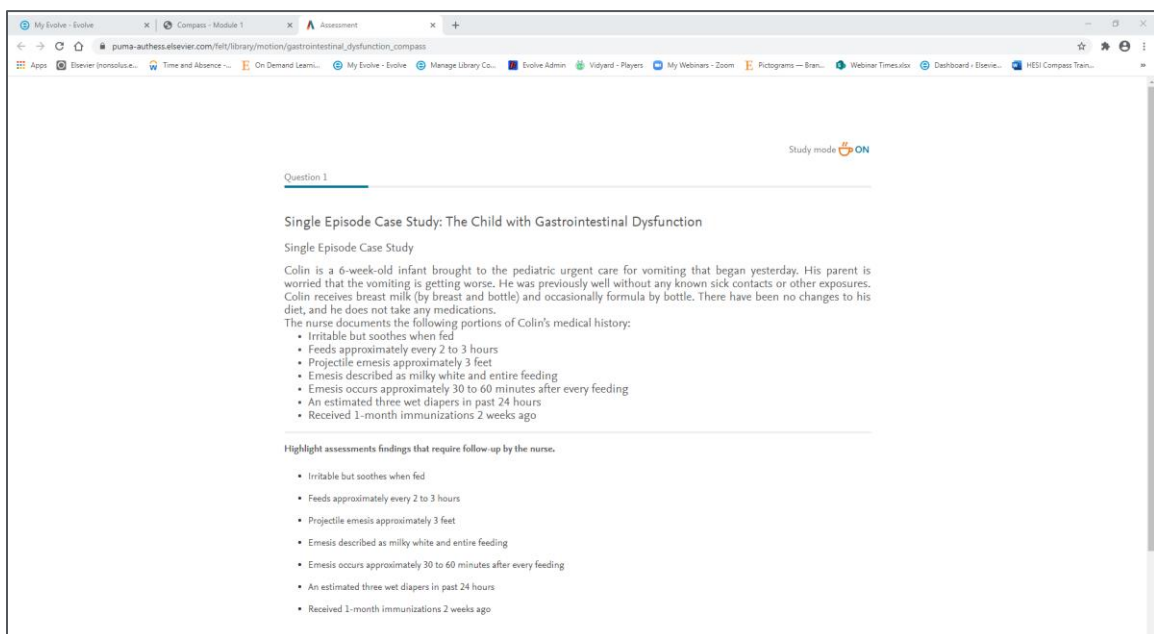 My Evolve - Evolve
Compass - Module 1
Assessment
puma-authess.elsevier.com/felt/library/motion/gastrointestinal_dysfunction_compass
Apps
Elsevier (nonsolus.e...
Time and Absence -...
On Demand Learni...
My Evolve - Evolve
Manage Library Co...
Evolve Admin
Vidyard - Players
My Webinars - Zoom
Pictograms — Bran...
Webinar Times.xlsx
Dashboard ‹ Elsevie...
HESI Compass Train...
Study mode ON
Question 1
Single Episode Case Study: The Child with Gastrointestinal Dysfunction
Single Episode Case Study
Colin is a 6-week-old infant brought to the pediatric urgent care for vomiting that began yesterday. His parent is
worried that the vomiting is getting worse. He was previously well without any known sick contacts or other exposures.
Colin receives breast milk (by breast and bottle) and occasionally formula by bottle. There have been no changes to his
diet, and he does not take any medications.
The nurse documents the following portions of Colin's medical history:
• Irritable but soothes when fed
• Feeds approximately every 2 to 3 hours
• Projectile emesis approximately 3 feet
• Emesis described as milky white and entire feeding
• Emesis occurs approximately 30 to 60 minutes after every feeding
• An estimated three wet diapers in past 24 hours
• Received 1-month immunizations 2 weeks ago
Highlight assessments findings that require follow-up by the nurse.
• Irritable but soothes when fed
• Feeds approximately every 2 to 3 hours
• Projectile emesis approximately 3 feet
• Emesis described as milky white and entire feeding
• Emesis occurs approximately 30 to 60 minutes after every feeding
• An estimated three wet diapers in past 24 hours
• Received 1-month immunizations 2 weeks ago